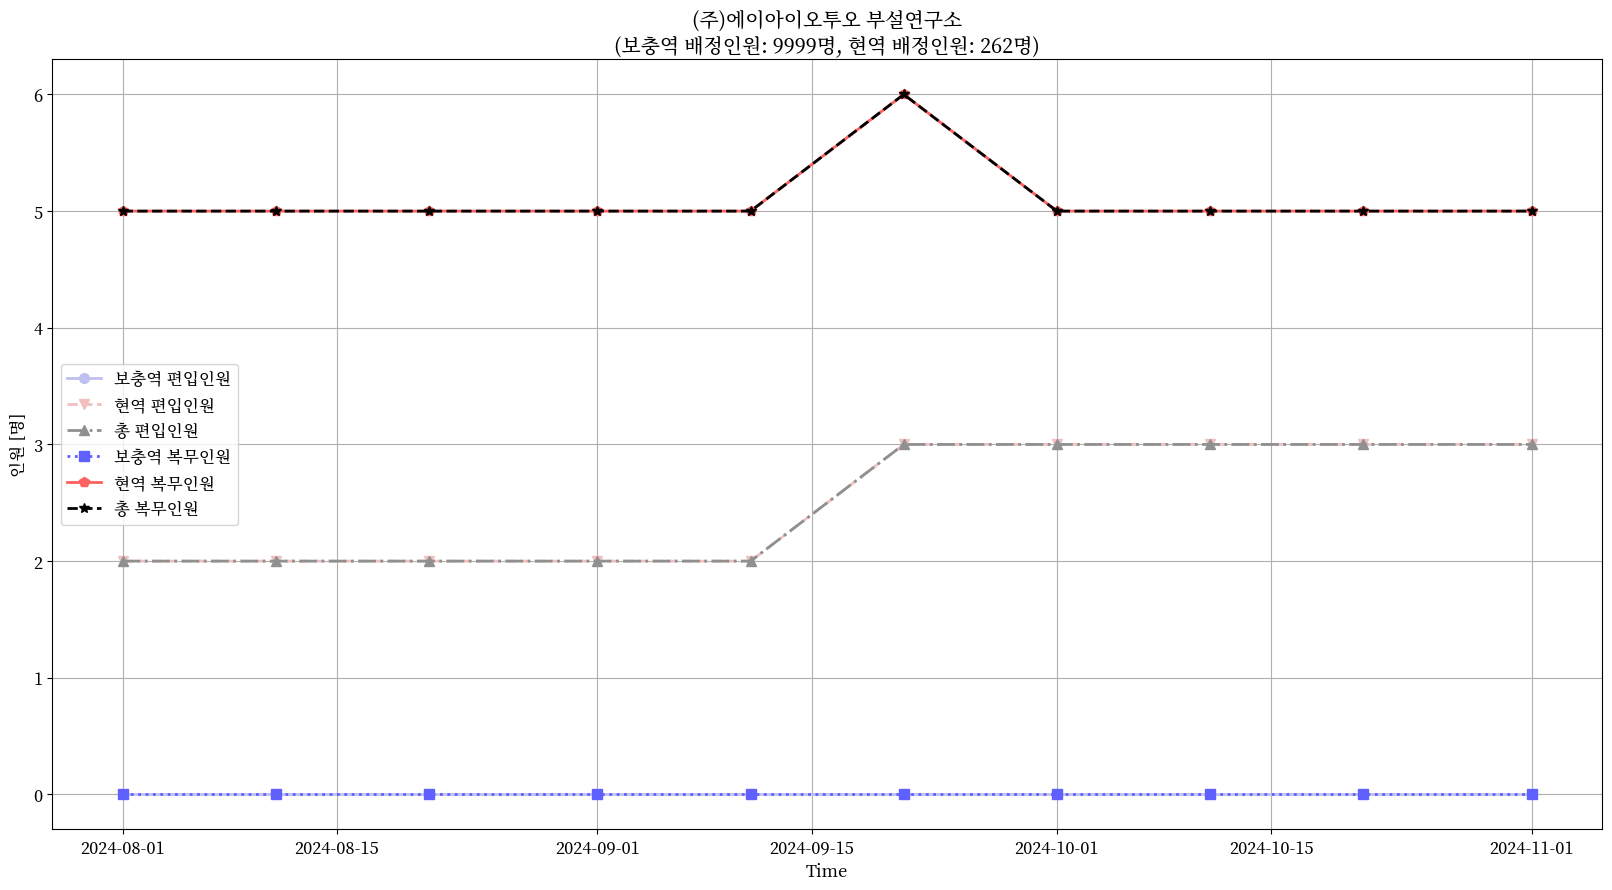 (주)에이아이오투오 부설연구소
(보충역 배정인원: 9999명, 현역 배정인원: 262명)
6
5
4
3
2
1
0
인원 [명]
보충역 편입인원
현역 편입인원
총 편입인원
보충역 복무인원
현역 복무인원
총 복무인원
2024-08-01 2024-08-15 2024-09-01 2024-09-15 2024-10-01 2024-10-15 2024-11-01
Time